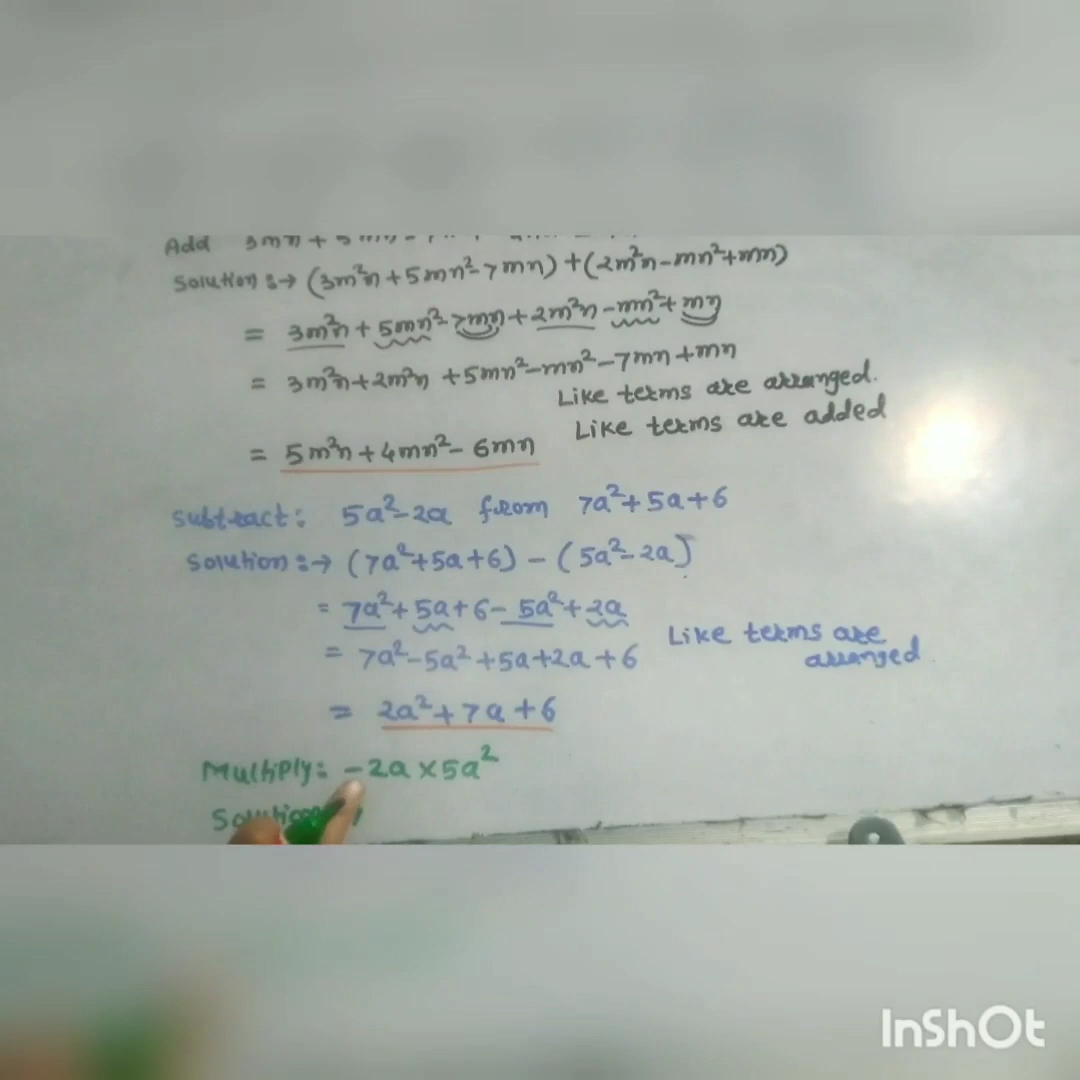 Add
Solution :→ (3m²n + 5mn² - 7mn) + (2m²n - mn² + mn)
= 3m²n + 5mn² - 7mn + 2m²n - mn² + mn
= 3m²n + 2m²n + 5mn² - mn² - 7mn + mn
Like terms are arranged.
= 5m²n + 4mn² - 6mn Like terms are added
Subtract: 5a² - 2a from 7a² + 5a + 6
Solution :→ (7a² + 5a + 6) - (5a² - 2a)
= 7a² + 5a + 6 - 5a² + 2a
= 7a² - 5a² + 5a + 2a + 6 Like terms are
arranged
= 2a² + 7a + 6
Multiply: -2a × 5a²
Solution
InShOt